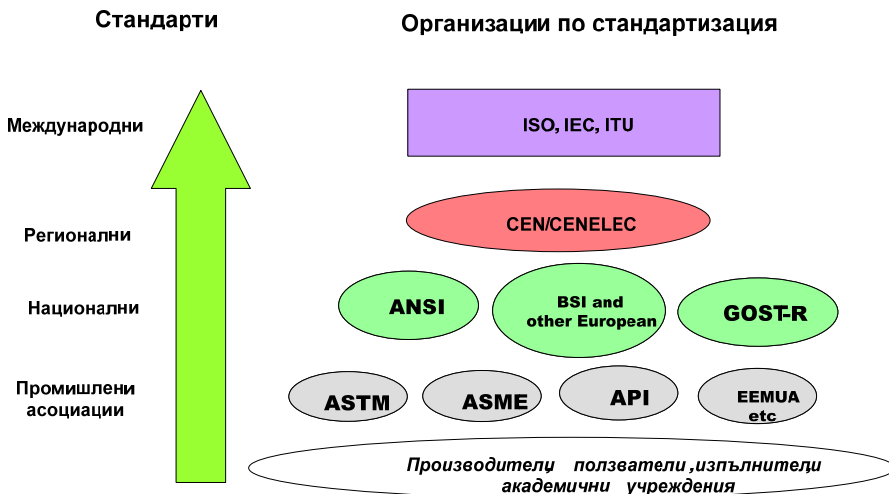 Стандарти
Организации по стандартизация
Международни
ISO, IEC, ITU
Регионални
CEN/CENELEC
Национални
ANSI
BSI and
other European
GOST-R
Промишлени
асоциации
ASTM
ASME
API
EEMUA
etc
Производители, ползватели ,изпълнители,
академични учреждения